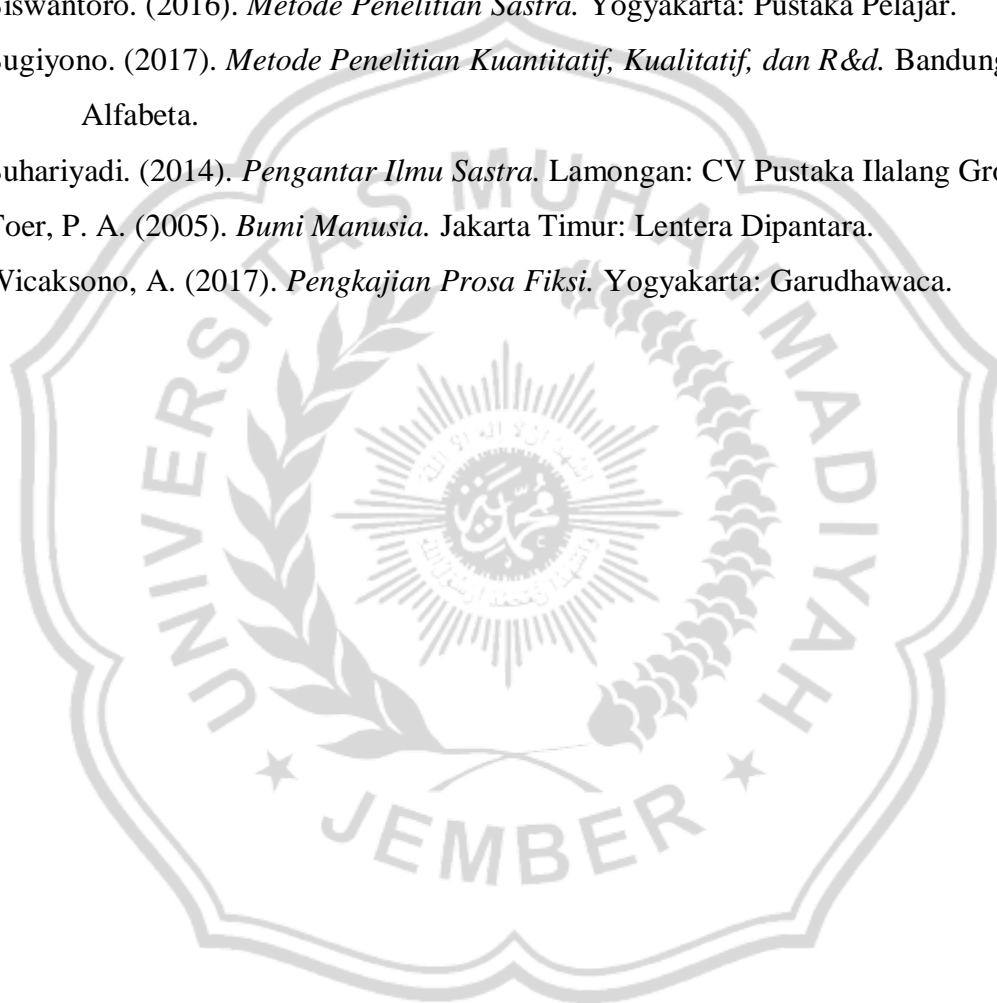 Siswantoro. (2016). Metode Penelitian Sastra. Yogyakarta: Pustaka Pelajar.
Sugiyono. (2017). Metode Penelitian Kuantitatif, Kualitatif, dan R&d. Bandung
Alfabeta.
Suhariyadi. (2014). Pengantar Ilmu Sastra. Lamongan: CV Pustaka Ilalang Gro
Toer, P. A. (2005). Bumi Manusia. Jakarta Timur: Lentera Dipantara.
Wicaksono, A. (2017). Pengkajian Prosa Fiksi. Yogyakarta: Garudhawaca.
UNIVERSITAS MUHAMMADIYAH
JEMBER